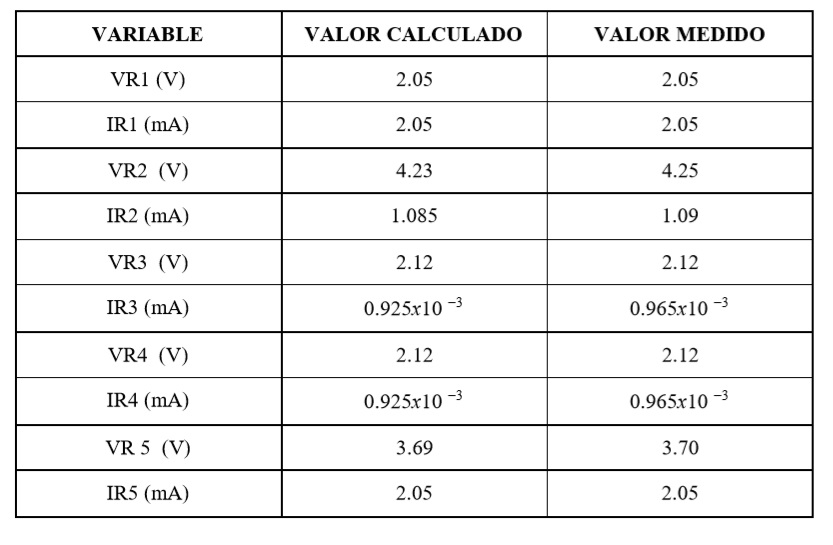 VARIABLE VALOR CALCULADO VALOR MEDIDO
VR1 (V) 2.05 2.05
IR1 (mA) 2.05 2.05
VR2 (V) 4.23 4.25
IR2 (mA) 1.085 1.09
VR3 (V) 2.12 2.12
IR3 (mA) 0.925x10 ⁻³ 0.965x10 ⁻³
VR4 (V) 2.12 2.12
IR4 (mA) 0.925x10 ⁻³ 0.965x10 ⁻³
VR 5 (V) 3.69 3.70
IR5 (mA) 2.05 2.05